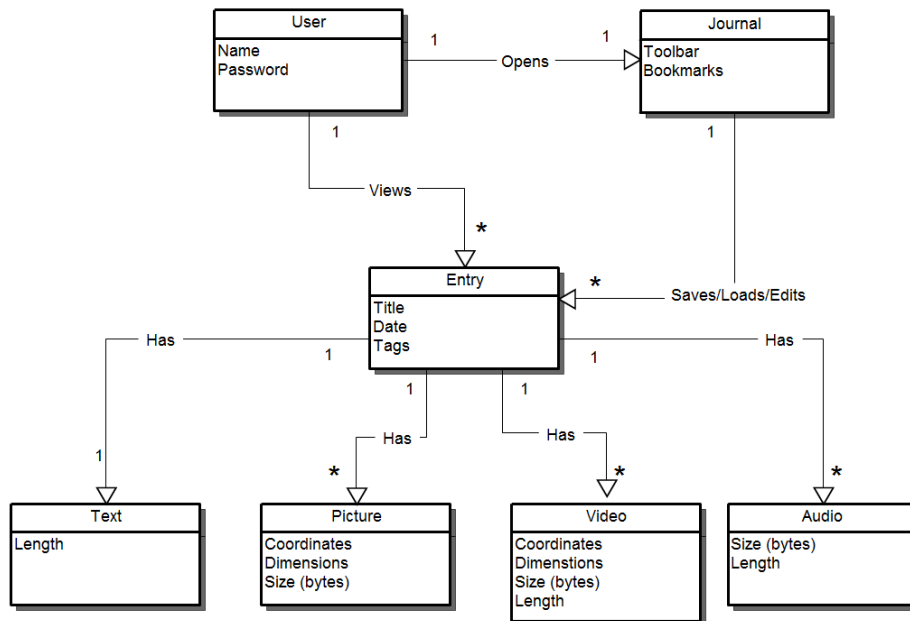 User
Name
Password
1
Opens
1
Journal
Toolbar
Bookmarks
1
Views
*
1
Saves/Loads/Edits
*
Entry
Title
Date
Tags
1
Has
1
1
Has
*
1
Has
*
1
Has
*
Text
Length
Picture
Coordinates
Dimensions
Size (bytes)
Video
Coordinates
Dimenstions
Size (bytes)
Length
Audio
Size (bytes)
Length